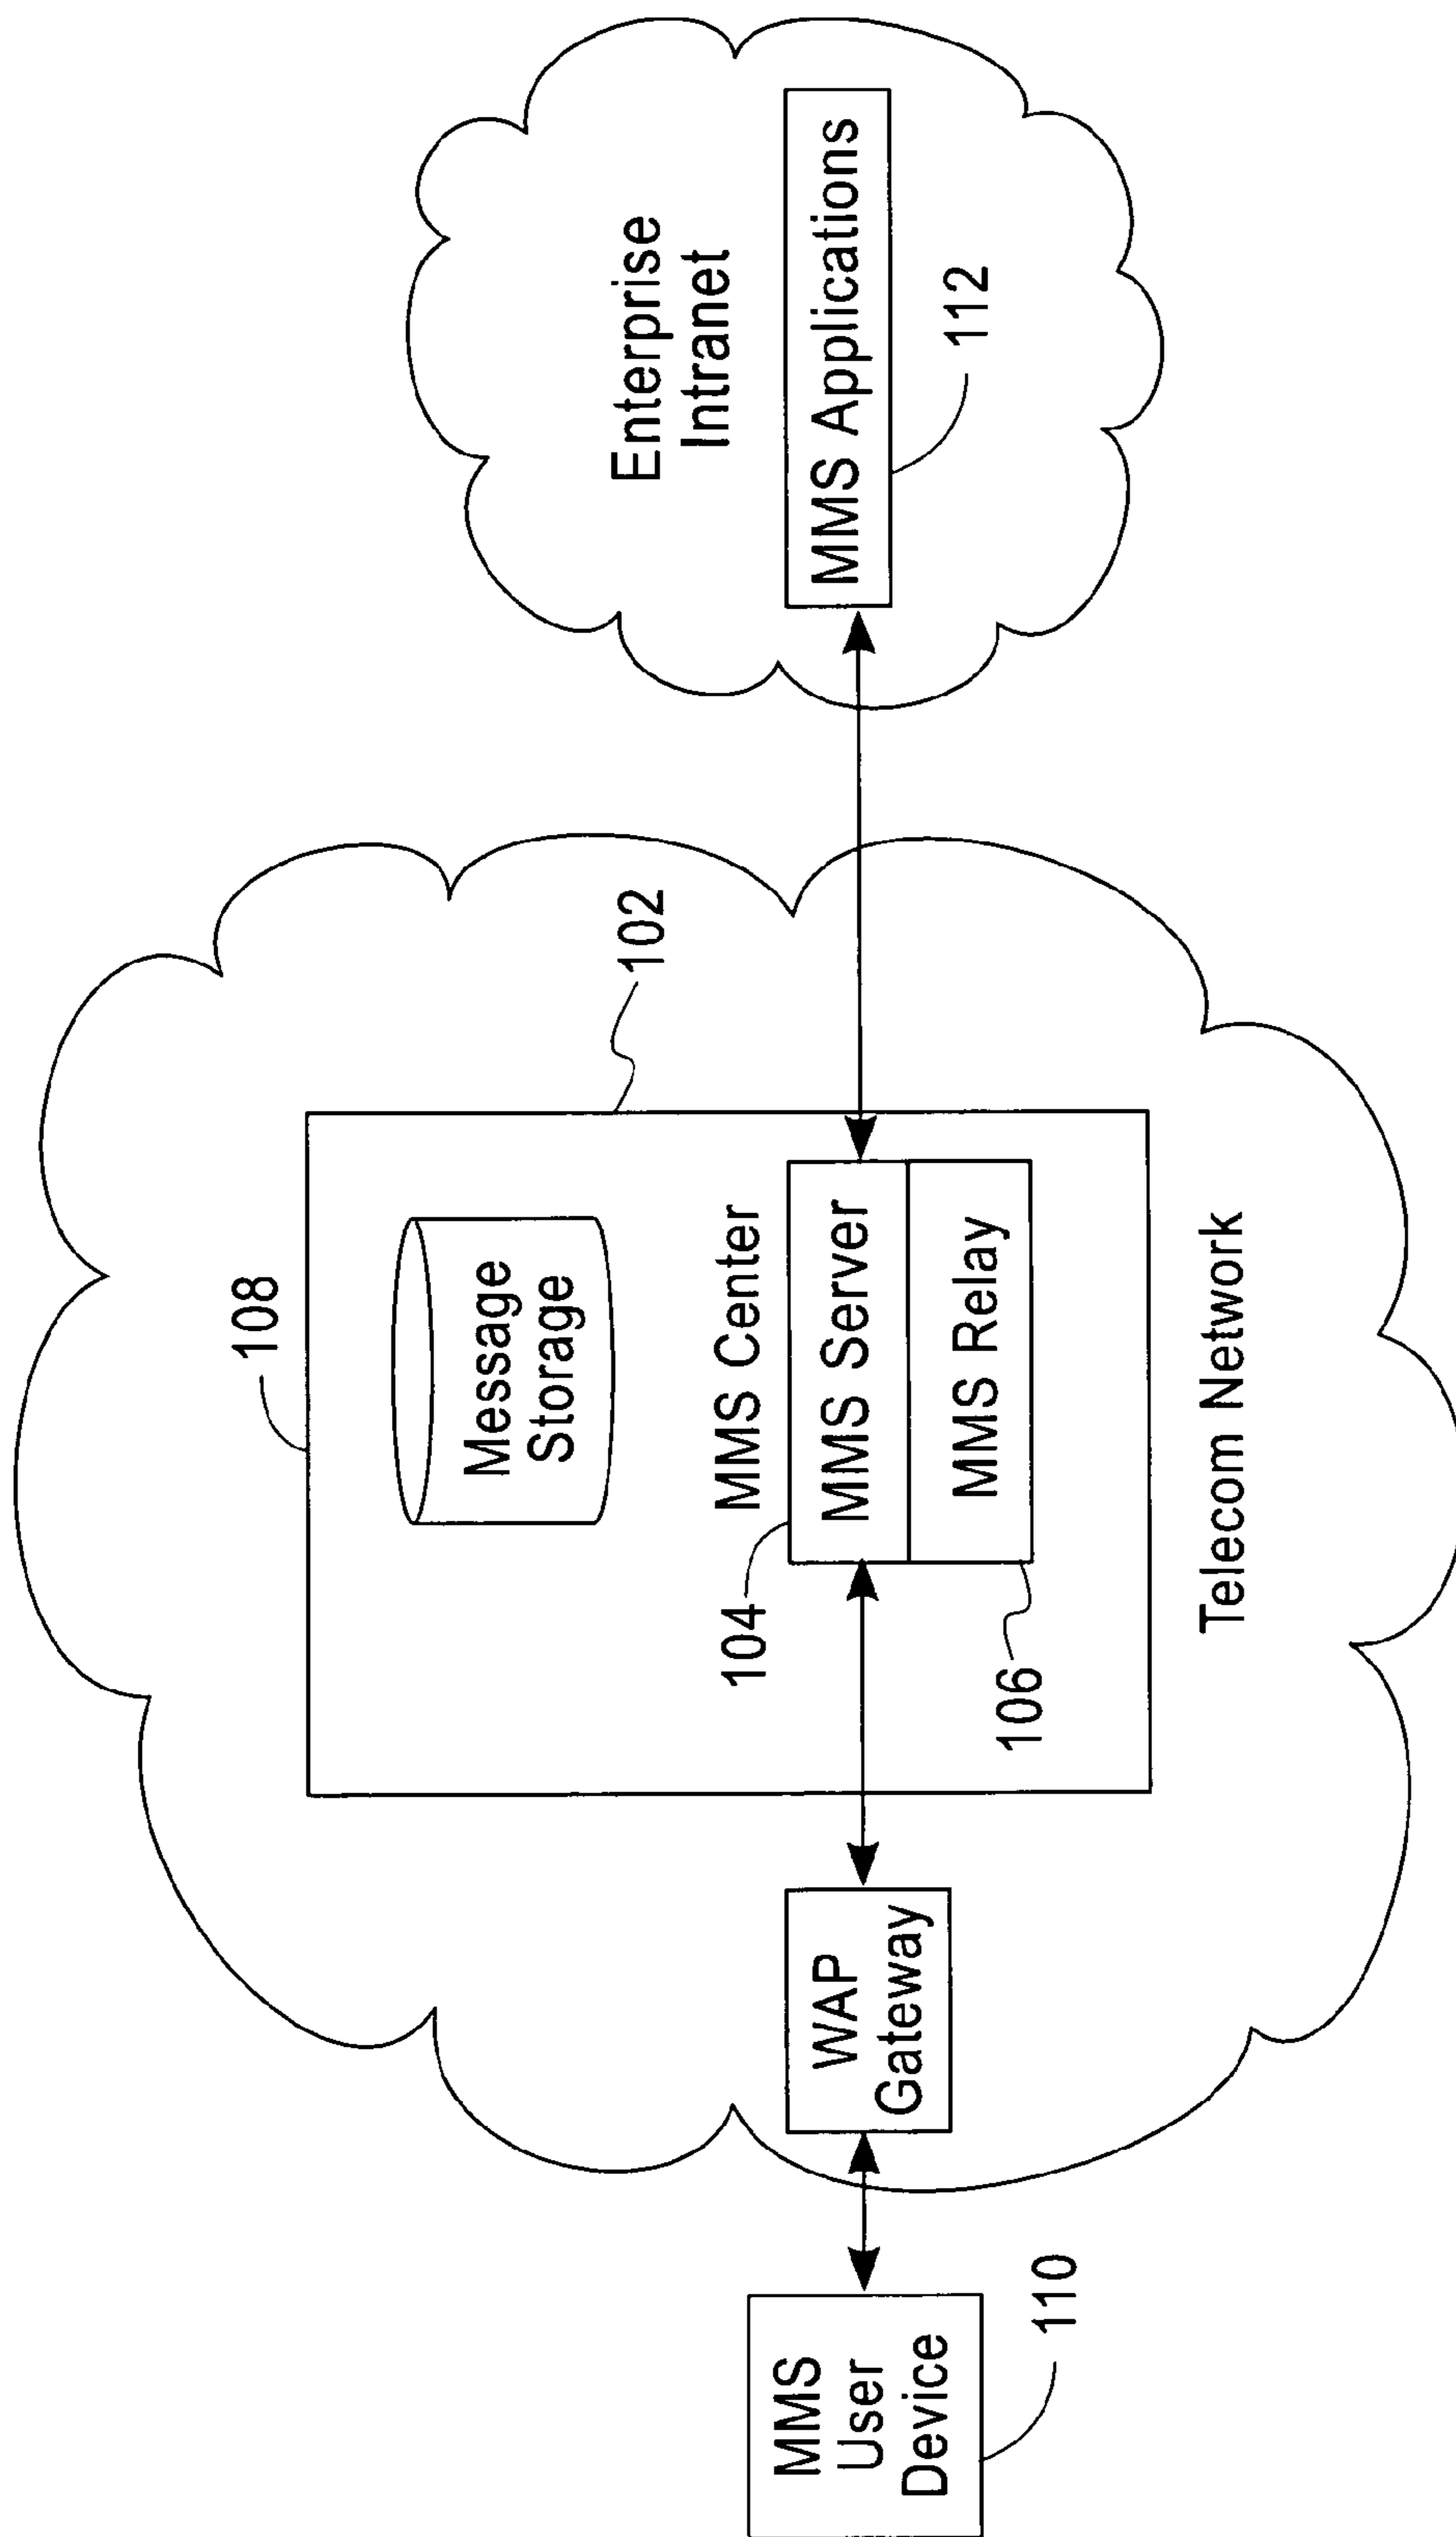 108
102
Message
Storage
MMS Center
104
MMS Server
MMS Relay
106
Telecom Network
WAP
Gateway
MMS
User
Device
110
Enterprise
Intranet
MMS Applications
112